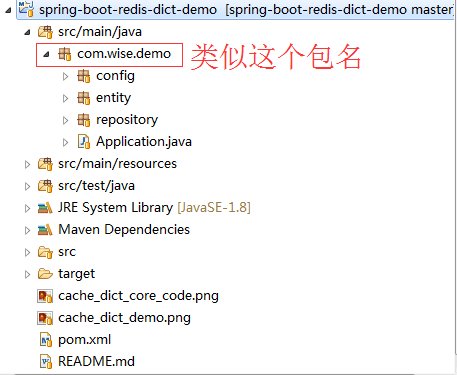 spring-boot-redis-dict-demo [spring-boot-redis-dict-demo master]
src/main/java
com.wise.demo 类似这个包名
config
entity
repository
Application.java
src/main/resources
src/test/java
JRE System Library [JavaSE-1.8]
Maven Dependencies
src
target
cache_dict_core_code.png
cache_dict_demo.png
pom.xml
README.md